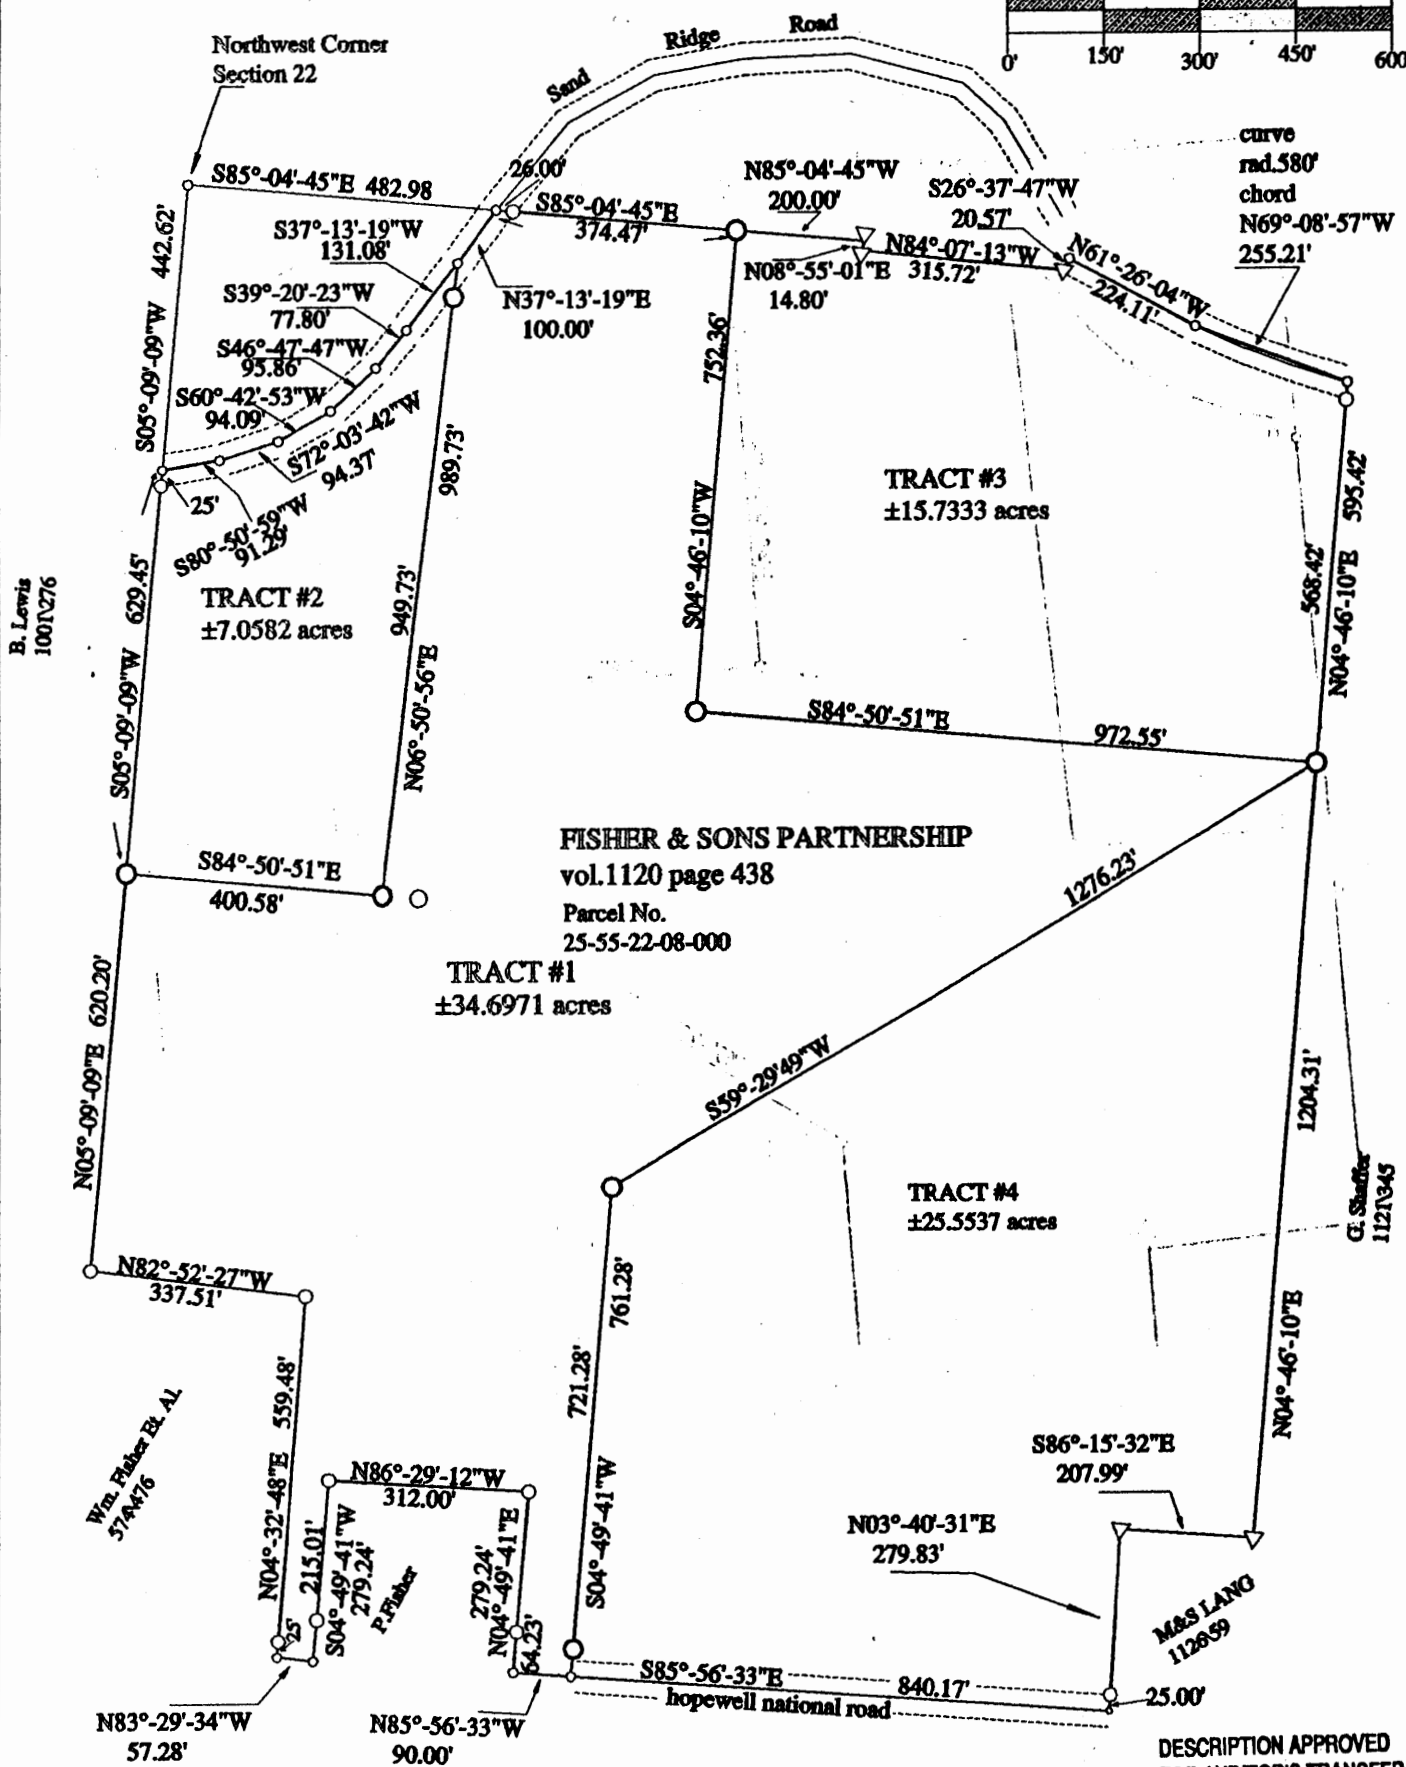 0'
150'
300'
450'
600
Northwest Corner
Section 22
Sand
Ridge
Road
curve
rad.580'
chord
N69°-08'-57"W
255.21'
S85°-04'-45"E 482.98
26.00'
S85°-04'-45"E
374.47'
N85°-04'-45"W
200.00'
S26°-37'-47"W
20.57'
N84°-07'-13"W
315.72'
N08°-55'-01"E
14.80'
N61°-26'-04"W
224.11'
S05°-09'-09"W 442.62'
S37°-13'-19"W
131.08'
S39°-20'-23"W
77.80'
S46°-47'-47"W
95.86'
S60°-42'-53"W
94.09'
S72°-03'-42"W
94.37'
S80°-50'-59"W
91.29'
25'
N37°-13'-19"E
100.00'
989.73'
949.73'
N06°-50'-56"E
752.36'
S04°-46'-10"W
TRACT #3
±15.7333 acres
595.42'
568.42'
N04°-46'-10"E
B. Lewis
1001\276
S05°-09'-09"W 629.45'
TRACT #2
±7.0582 acres
S84°-50'-51"E
972.55'
S84°-50'-51"E
400.58'
FISHER & SONS PARTNERSHIP
vol.1120 page 438
Parcel No.
25-55-22-08-000
TRACT #1
±34.6971 acres
1276.23'
S59°-29'49"W
N05°-09'-09"E 620.20'
1204.31'
N04°-46'-10"E
G. Shaffer
1121\345
TRACT #4
±25.5537 acres
N82°-52'-27"W
337.51'
761.28'
721.28'
S04°-49'-41"W
Wm. Fisher Et. Al.
574\476
N04°-32'-48"E 559.48'
N86°-29'-12"W
312.00'
215.01'
S04°-49'-41"W
279.24'
P.Fisher
279.24'
N04°-49'-41"E
64.23'
25'
S86°-15'-32"E
207.99'
N03°-40'-31"E
279.83'
M&S LANG
S85°-56'-33"E 840.17'
hopewell national road
25.00'
N83°-29'-34"W
57.28'
N85°-56'-33"W
90.00'
DESCRIPTION APPROVED